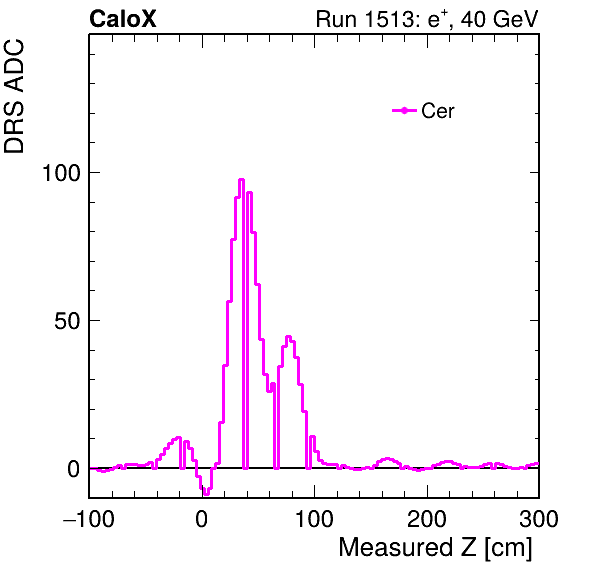 CaloX Run 1513: e⁺, 40 GeV
DRS ADC
Cer
100
50
0
−100 0 100 200 300
Measured Z [cm]